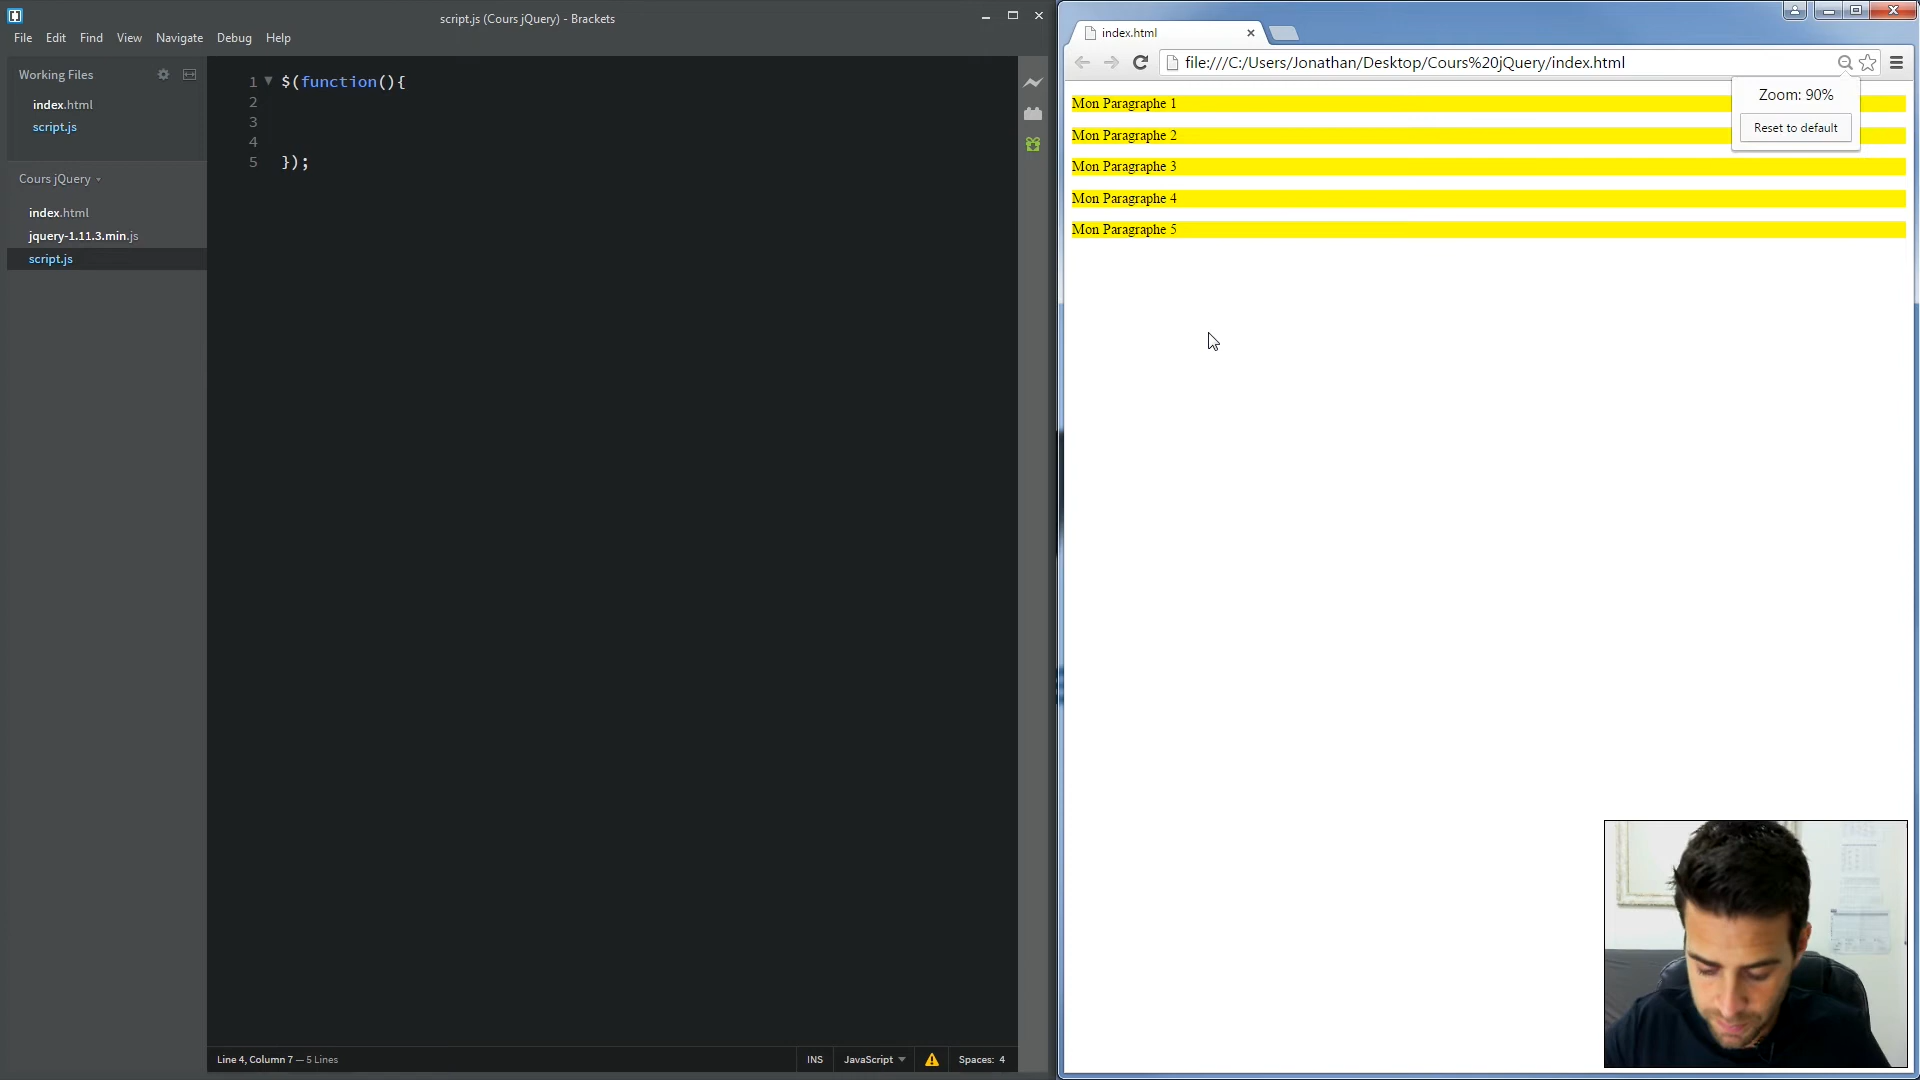 script.js (Cours jQuery) - Brackets
File Edit Find View Navigate Debug Help
Working Files
index.html
script.js
Cours jQuery
index.html
jquery-1.11.3.min.js
script.js
1 $(function(){
2
3
4
5 });
Line 4, Column 7 — 5 Lines
INS
JavaScript
Spaces: 4
index.html
file:///C:/Users/Jonathan/Desktop/Cours%20jQuery/index.html
Zoom: 90%
Reset to default
Mon Paragraphe 1
Mon Paragraphe 2
Mon Paragraphe 3
Mon Paragraphe 4
Mon Paragraphe 5